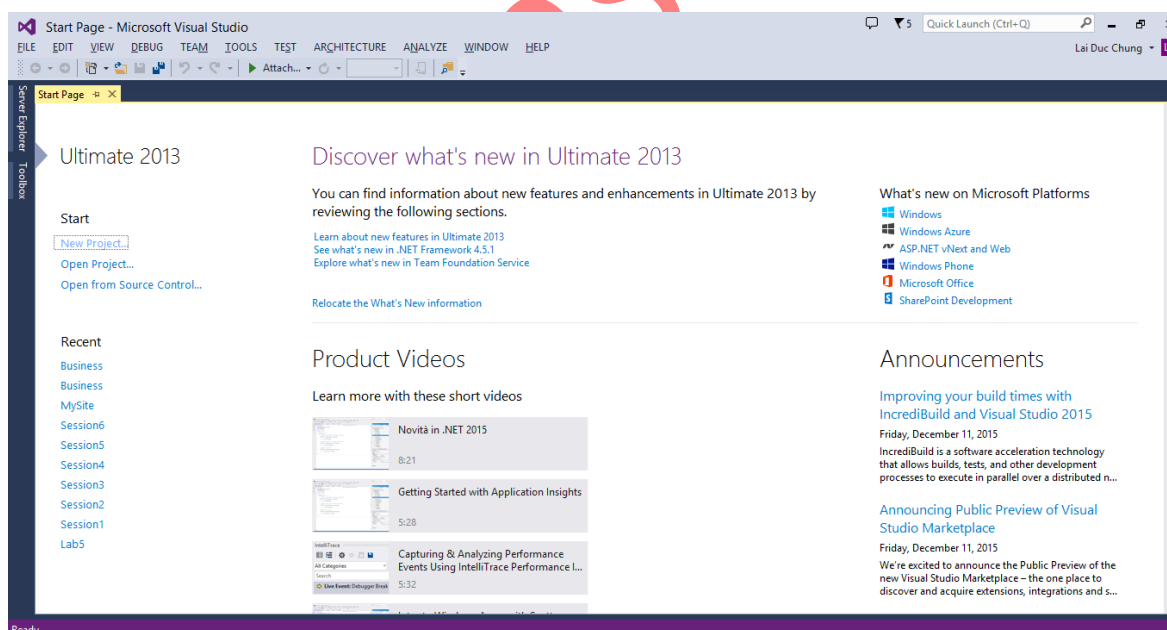 Start Page - Microsoft Visual Studio
5
Quick Launch (Ctrl+Q)
FILE EDIT VIEW DEBUG TEAM TOOLS TEST ARCHITECTURE ANALYZE WINDOW HELP
Lai Duc Chung
Attach...
Server Explorer
Toolbox
Start Page
Ultimate 2013
Start
New Project...
Open Project...
Open from Source Control...
Recent
Business
Business
MySite
Session6
Session5
Session4
Session3
Session2
Session1
Lab5
Discover what's new in Ultimate 2013
You can find information about new features and enhancements in Ultimate 2013 by
reviewing the following sections.
Learn about new features in Ultimate 2013
See what's new in .NET Framework 4.5.1
Explore what's new in Team Foundation Service
Relocate the What's New information
What's new on Microsoft Platforms
Windows
Windows Azure
ASP.NET vNext and Web
Windows Phone
Microsoft Office
SharePoint Development
Product Videos
Learn more with these short videos
Novità in .NET 2015
8:21
Getting Started with Application Insights
5:28
IntelliTrace
All Categories
Search
Live Event: Debugger Break
Capturing & Analyzing Performance
Events Using IntelliTrace Performance I...
5:32
Announcements
Improving your build times with
IncrediBuild and Visual Studio 2015
Friday, December 11, 2015
IncrediBuild is a software acceleration technology
that allows builds, tests, and other development
processes to execute in parallel over a distributed n...
Announcing Public Preview of Visual
Studio Marketplace
Friday, December 11, 2015
We're excited to announce the Public Preview of the
new Visual Studio Marketplace – the one place to
discover and acquire extensions, integrations and s...
Ready